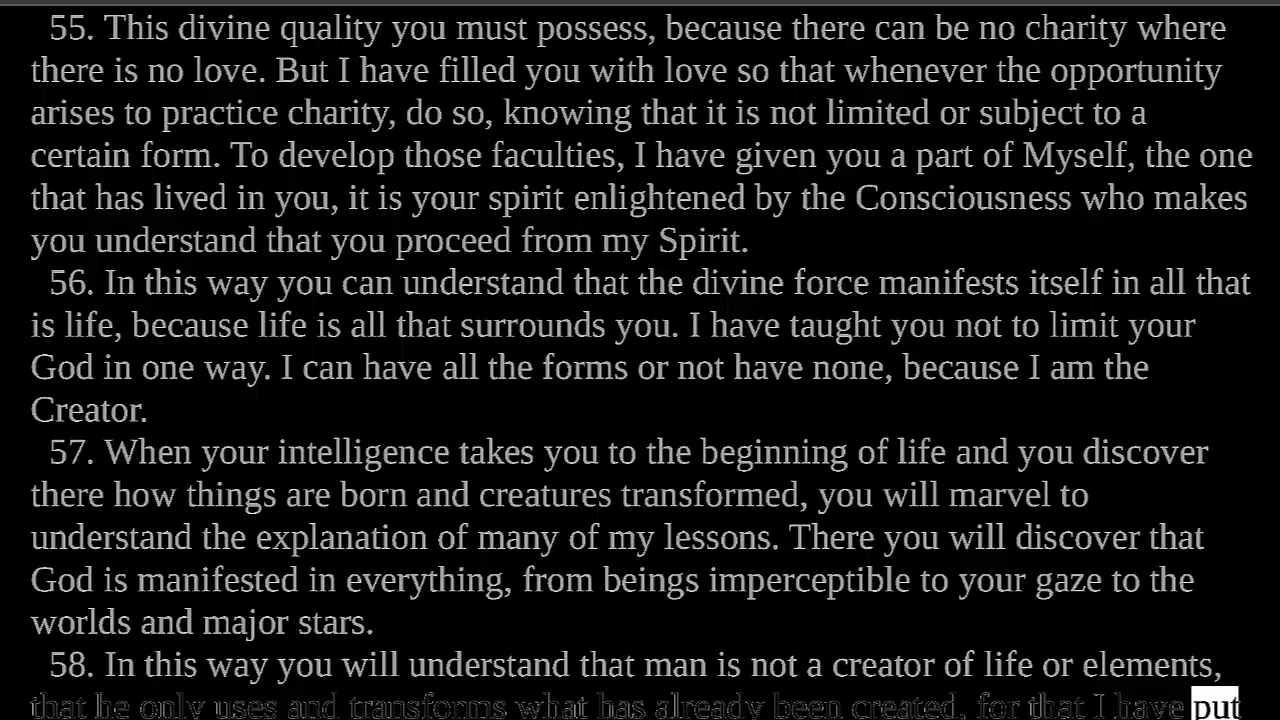 55. This divine quality you must possess, because there can be no charity where
there is no love. But I have filled you with love so that whenever the opportunity
arises to practice charity, do so, knowing that it is not limited or subject to a
certain form. To develop those faculties, I have given you a part of Myself, the one
that has lived in you, it is your spirit enlightened by the Consciousness who makes
you understand that you proceed from my Spirit.
56. In this way you can understand that the divine force manifests itself in all that
is life, because life is all that surrounds you. I have taught you not to limit your
God in one way. I can have all the forms or not have none, because I am the
Creator.
57. When your intelligence takes you to the beginning of life and you discover
there how things are born and creatures transformed, you will marvel to
understand the explanation of many of my lessons. There you will discover that
God is manifested in everything, from beings imperceptible to your gaze to the
worlds and major stars.
58. In this way you will understand that man is not a creator of life or elements,
that he only uses and transforms what has already been created, for that I have put